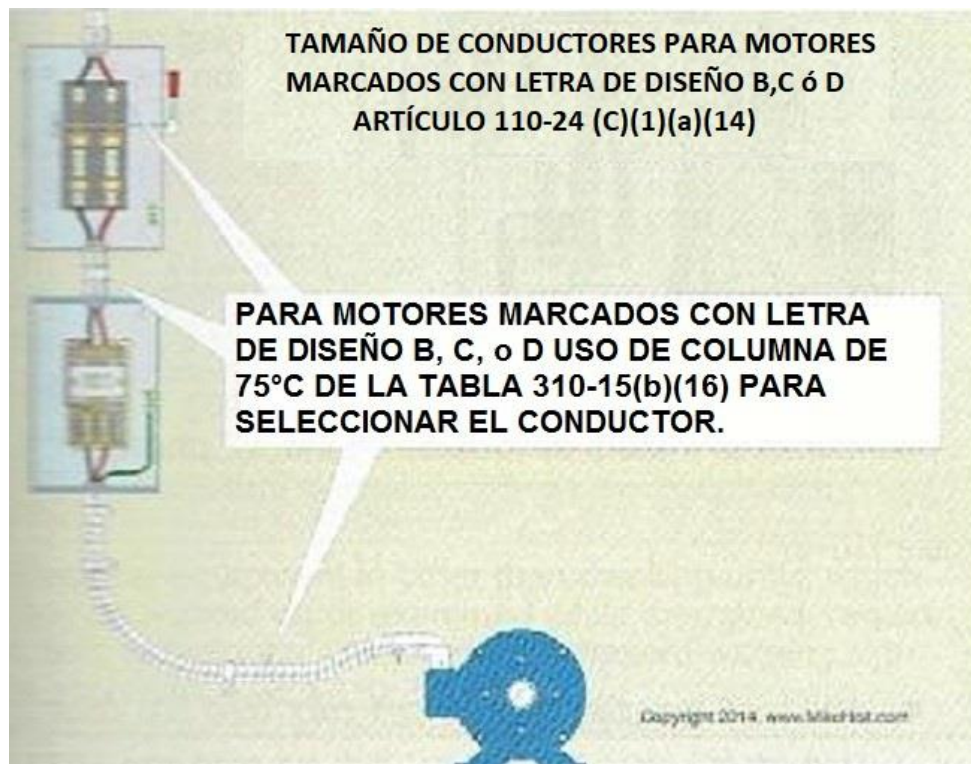 TAMAÑO DE CONDUCTORES PARA MOTORES
MARCADOS CON LETRA DE DISEÑO B,C ó D
ARTÍCULO 110-24 (C)(1)(a)(14)
PARA MOTORES MARCADOS CON LETRA
DE DISEÑO B, C, o D USO DE COLUMNA DE
75°C DE LA TABLA 310-15(b)(16) PARA
SELECCIONAR EL CONDUCTOR.
Copyright 2014, www.MikeHolt.com